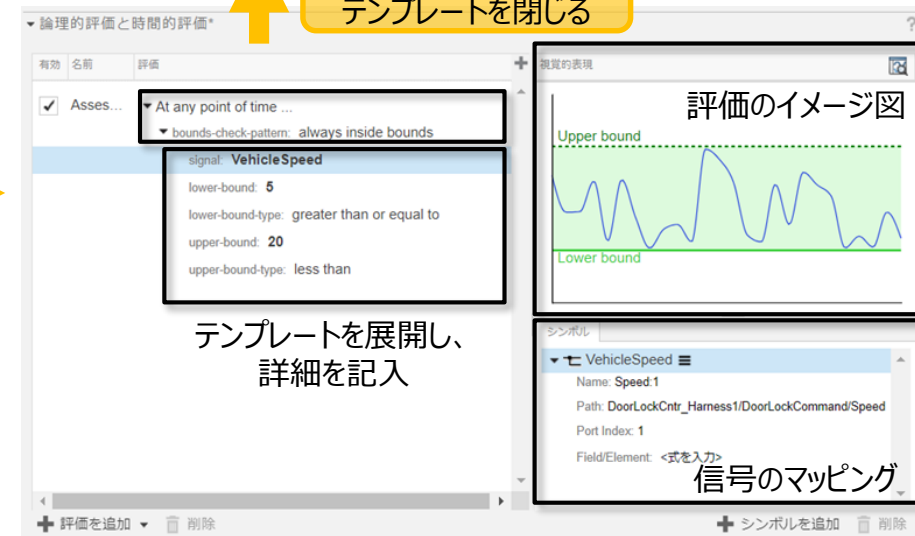 テンプレートを閉じる
論理的評価と時間的評価*
?
有効 名前 評価
Asses... At any point of time ...
bounds-check-pattern: always inside bounds
signal: VehicleSpeed
lower-bound: 5
lower-bound-type: greater than or equal to
upper-bound: 20
upper-bound-type: less than
テンプレートを展開し、
詳細を記入
視覚的表現
評価のイメージ図
Upper bound
Lower bound
シンボル
VehicleSpeed
Name: Speed:1
Path: DoorLockCntr_Harness1/DoorLockCommand/Speed
Port Index: 1
Field/Element: <式を入力>
信号のマッピング
評価を追加 削除
シンボルを追加 削除